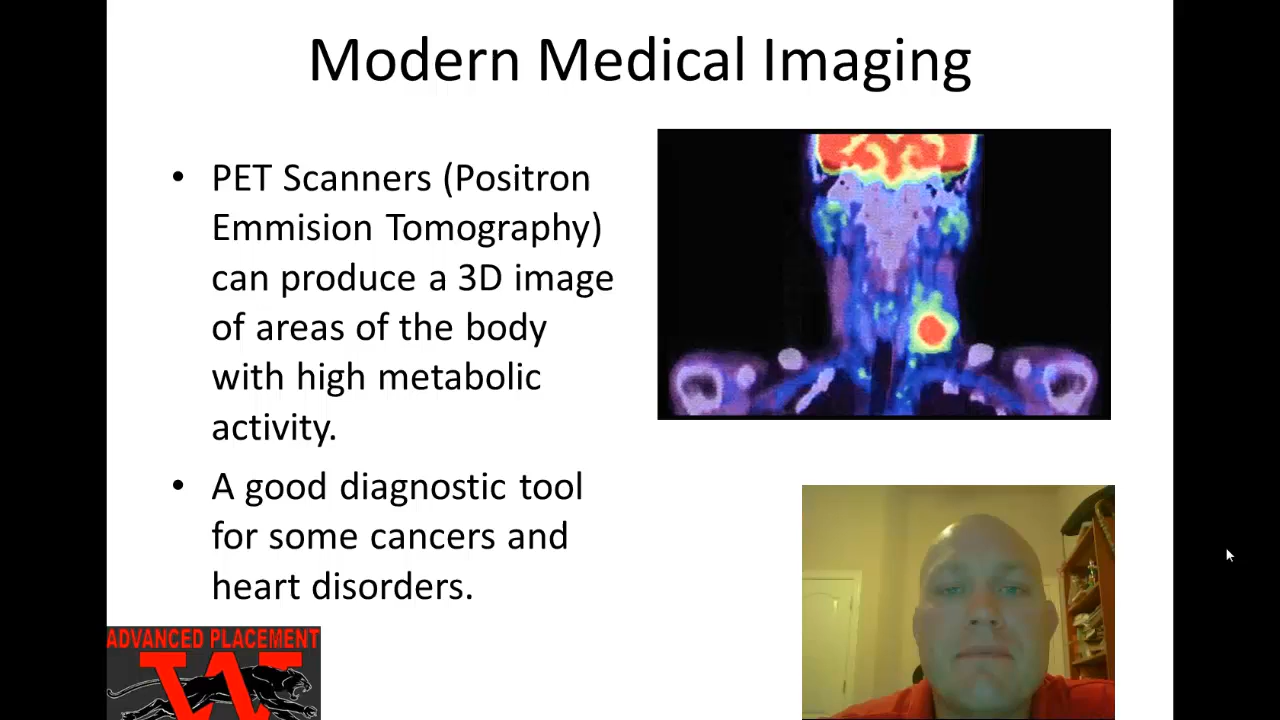 Modern Medical Imaging
• PET Scanners (Positron
Emmision Tomography)
can produce a 3D image
of areas of the body
with high metabolic
activity.
• A good diagnostic tool
for some cancers and
heart disorders.
ADVANCED PLACEMENT
W